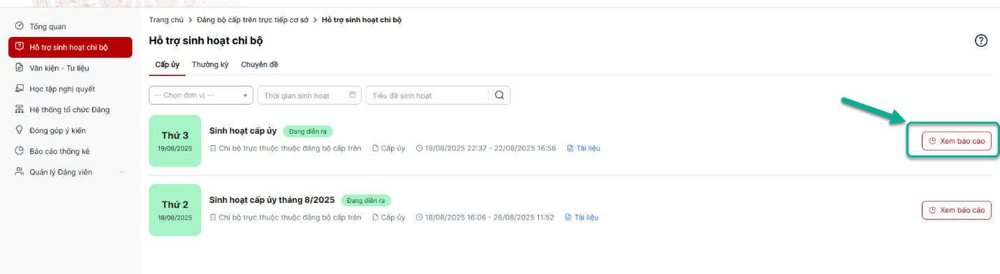 Trang chủ > Đảng bộ cấp trên trực tiếp cơ sở > Hỗ trợ sinh hoạt chi bộ
Tổng quan
Hỗ trợ sinh hoạt chi bộ
Văn kiện - Tư liệu
Học tập nghị quyết
Hệ thống tổ chức Đảng
Đóng góp ý kiến
Báo cáo thống kê
Quản lý Đảng viên
Hỗ trợ sinh hoạt chi bộ
Cấp ủy Thường kỳ Chuyên đề
-- Chọn đơn vị -- Thời gian sinh hoạt Tiêu đề sinh hoạt
Thứ 3
19/08/2025
Sinh hoạt cấp ủy Đang diễn ra
Chi bộ trực thuộc thuộc đảng bộ cấp trên Cấp ủy 19/08/2025 22:37 - 22/08/2025 16:56 Tài liệu
Xem báo cáo
Thứ 2
18/08/2025
Sinh hoạt cấp ủy tháng 8/2025 Đang diễn ra
Chi bộ trực thuộc thuộc đảng bộ cấp trên Cấp ủy 18/08/2025 16:06 - 26/08/2025 11:52 Tài liệu
Xem báo cáo